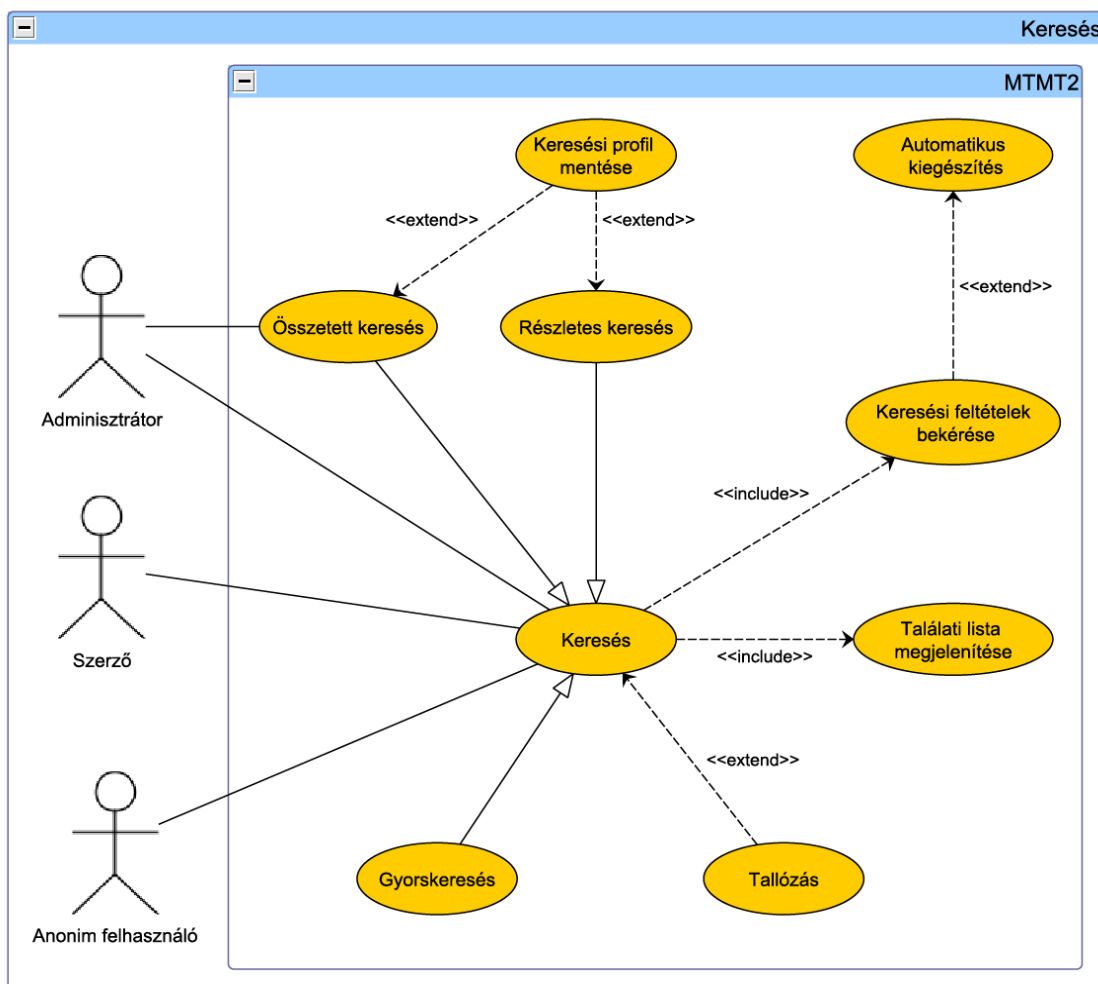 Keresés
MTMT2
Keresési profil
mentése
Automatikus
kiegészítés
<<extend>>
<<extend>>
<<extend>>
Összetett keresés
Részletes keresés
Adminisztrátor
Keresési feltételek
bekérése
<<include>>
Szerző
Keresés
<<include>>
Találati lista
megjelenítése
<<extend>>
Gyorskeresés
Tallózás
Anonim felhasználó